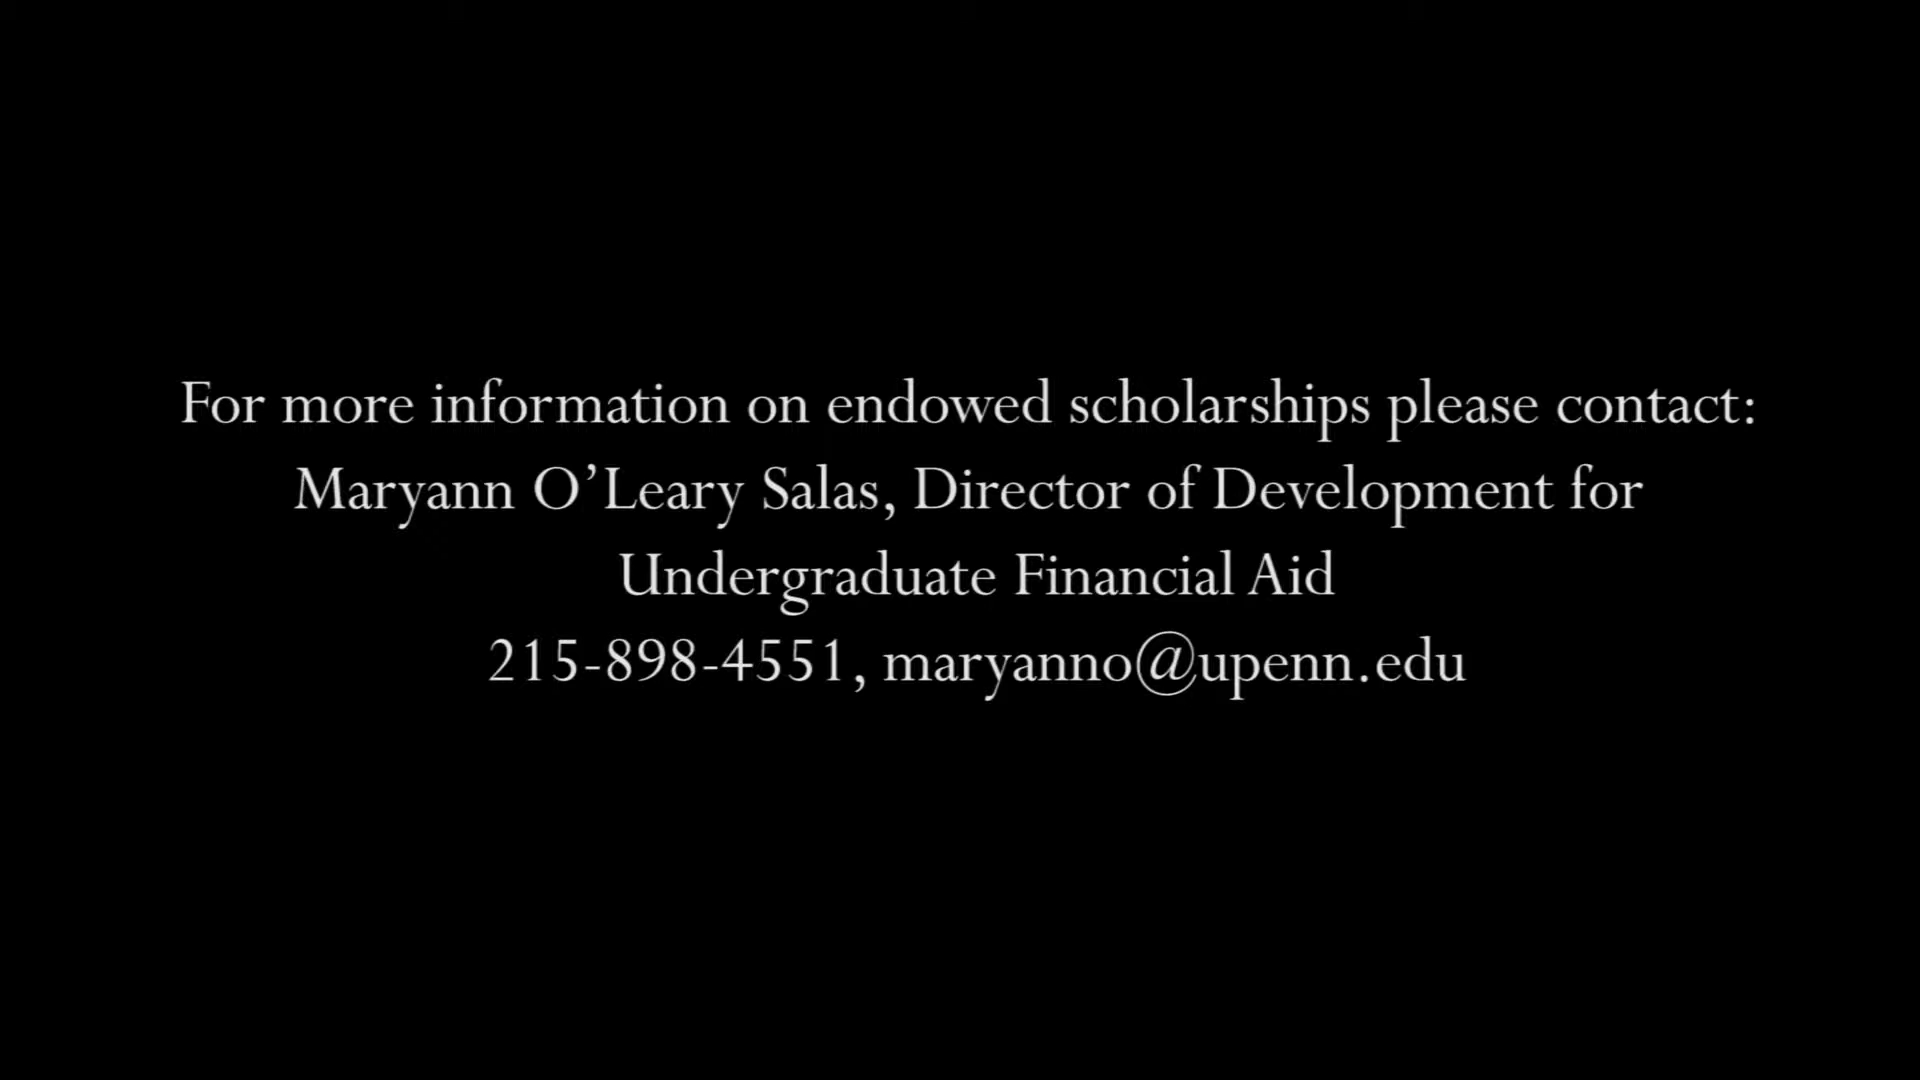 For more information on endowed scholarships please contact:
Maryann O’Leary Salas, Director of Development for
Undergraduate Financial Aid
215-898-4551, maryanno@upenn.edu